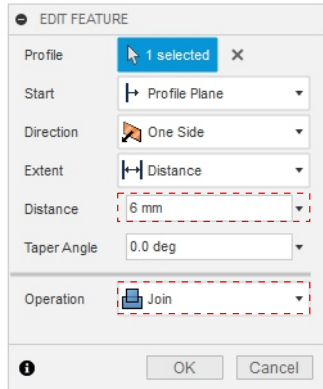 EDIT FEATURE
Profile 1 selected
Start Profile Plane
Direction One Side
Extent Distance
Distance 6 mm
Taper Angle 0.0 deg
Operation Join
OK Cancel